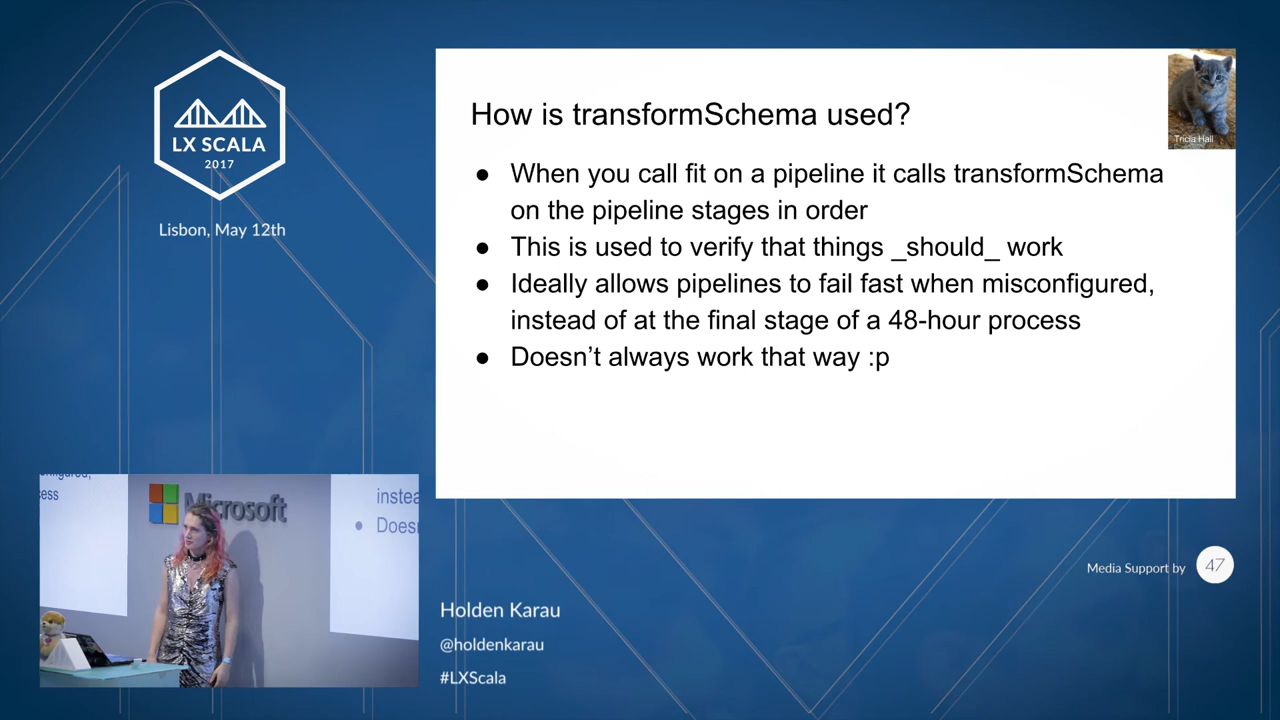 LX SCALA
2017
Lisbon, May 12th
How is transformSchema used?
Tricia Hall
● When you call fit on a pipeline it calls transformSchema
on the pipeline stages in order
● This is used to verify that things _should_ work
● Ideally allows pipelines to fail fast when misconfigured,
instead of at the final stage of a 48-hour process
● Doesn’t always work that way :p
ess
Microsoft
instea
● Does
Media Support by 47
Holden Karau
@holdenkarau
#LXScala